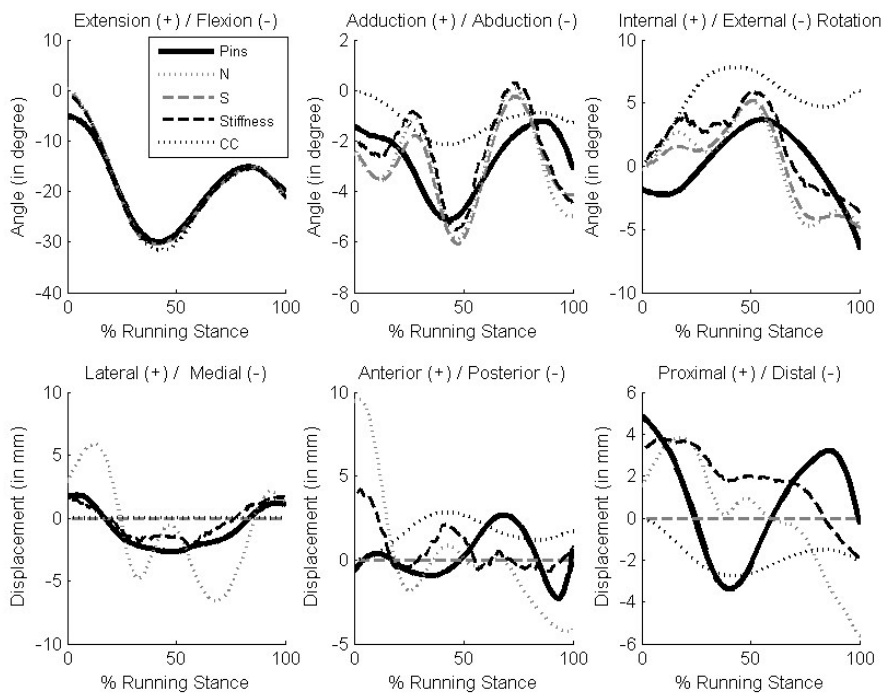 Extension (+) / Flexion (-)
10
0
-10
-20
-30
-40
Angle (in degree)
0
50
100
% Running Stance
Pins
N
S
Stiffness
CC
Adduction (+) / Abduction (-)
2
0
-2
-4
-6
-8
Angle (in degree)
0
50
100
% Running Stance
Internal (+) / External (-) Rotation
10
5
0
-5
-10
Angle (in degree)
0
50
100
% Running Stance
Lateral (+) / Medial (-)
10
5
0
-5
-10
Displacement (in mm)
0
50
100
% Running Stance
Anterior (+) / Posterior (-)
10
5
0
-5
Displacement (in mm)
0
50
100
% Running Stance
Proximal (+) / Distal (-)
6
4
2
0
-2
-4
-6
Displacement (in mm)
0
50
100
% Running Stance